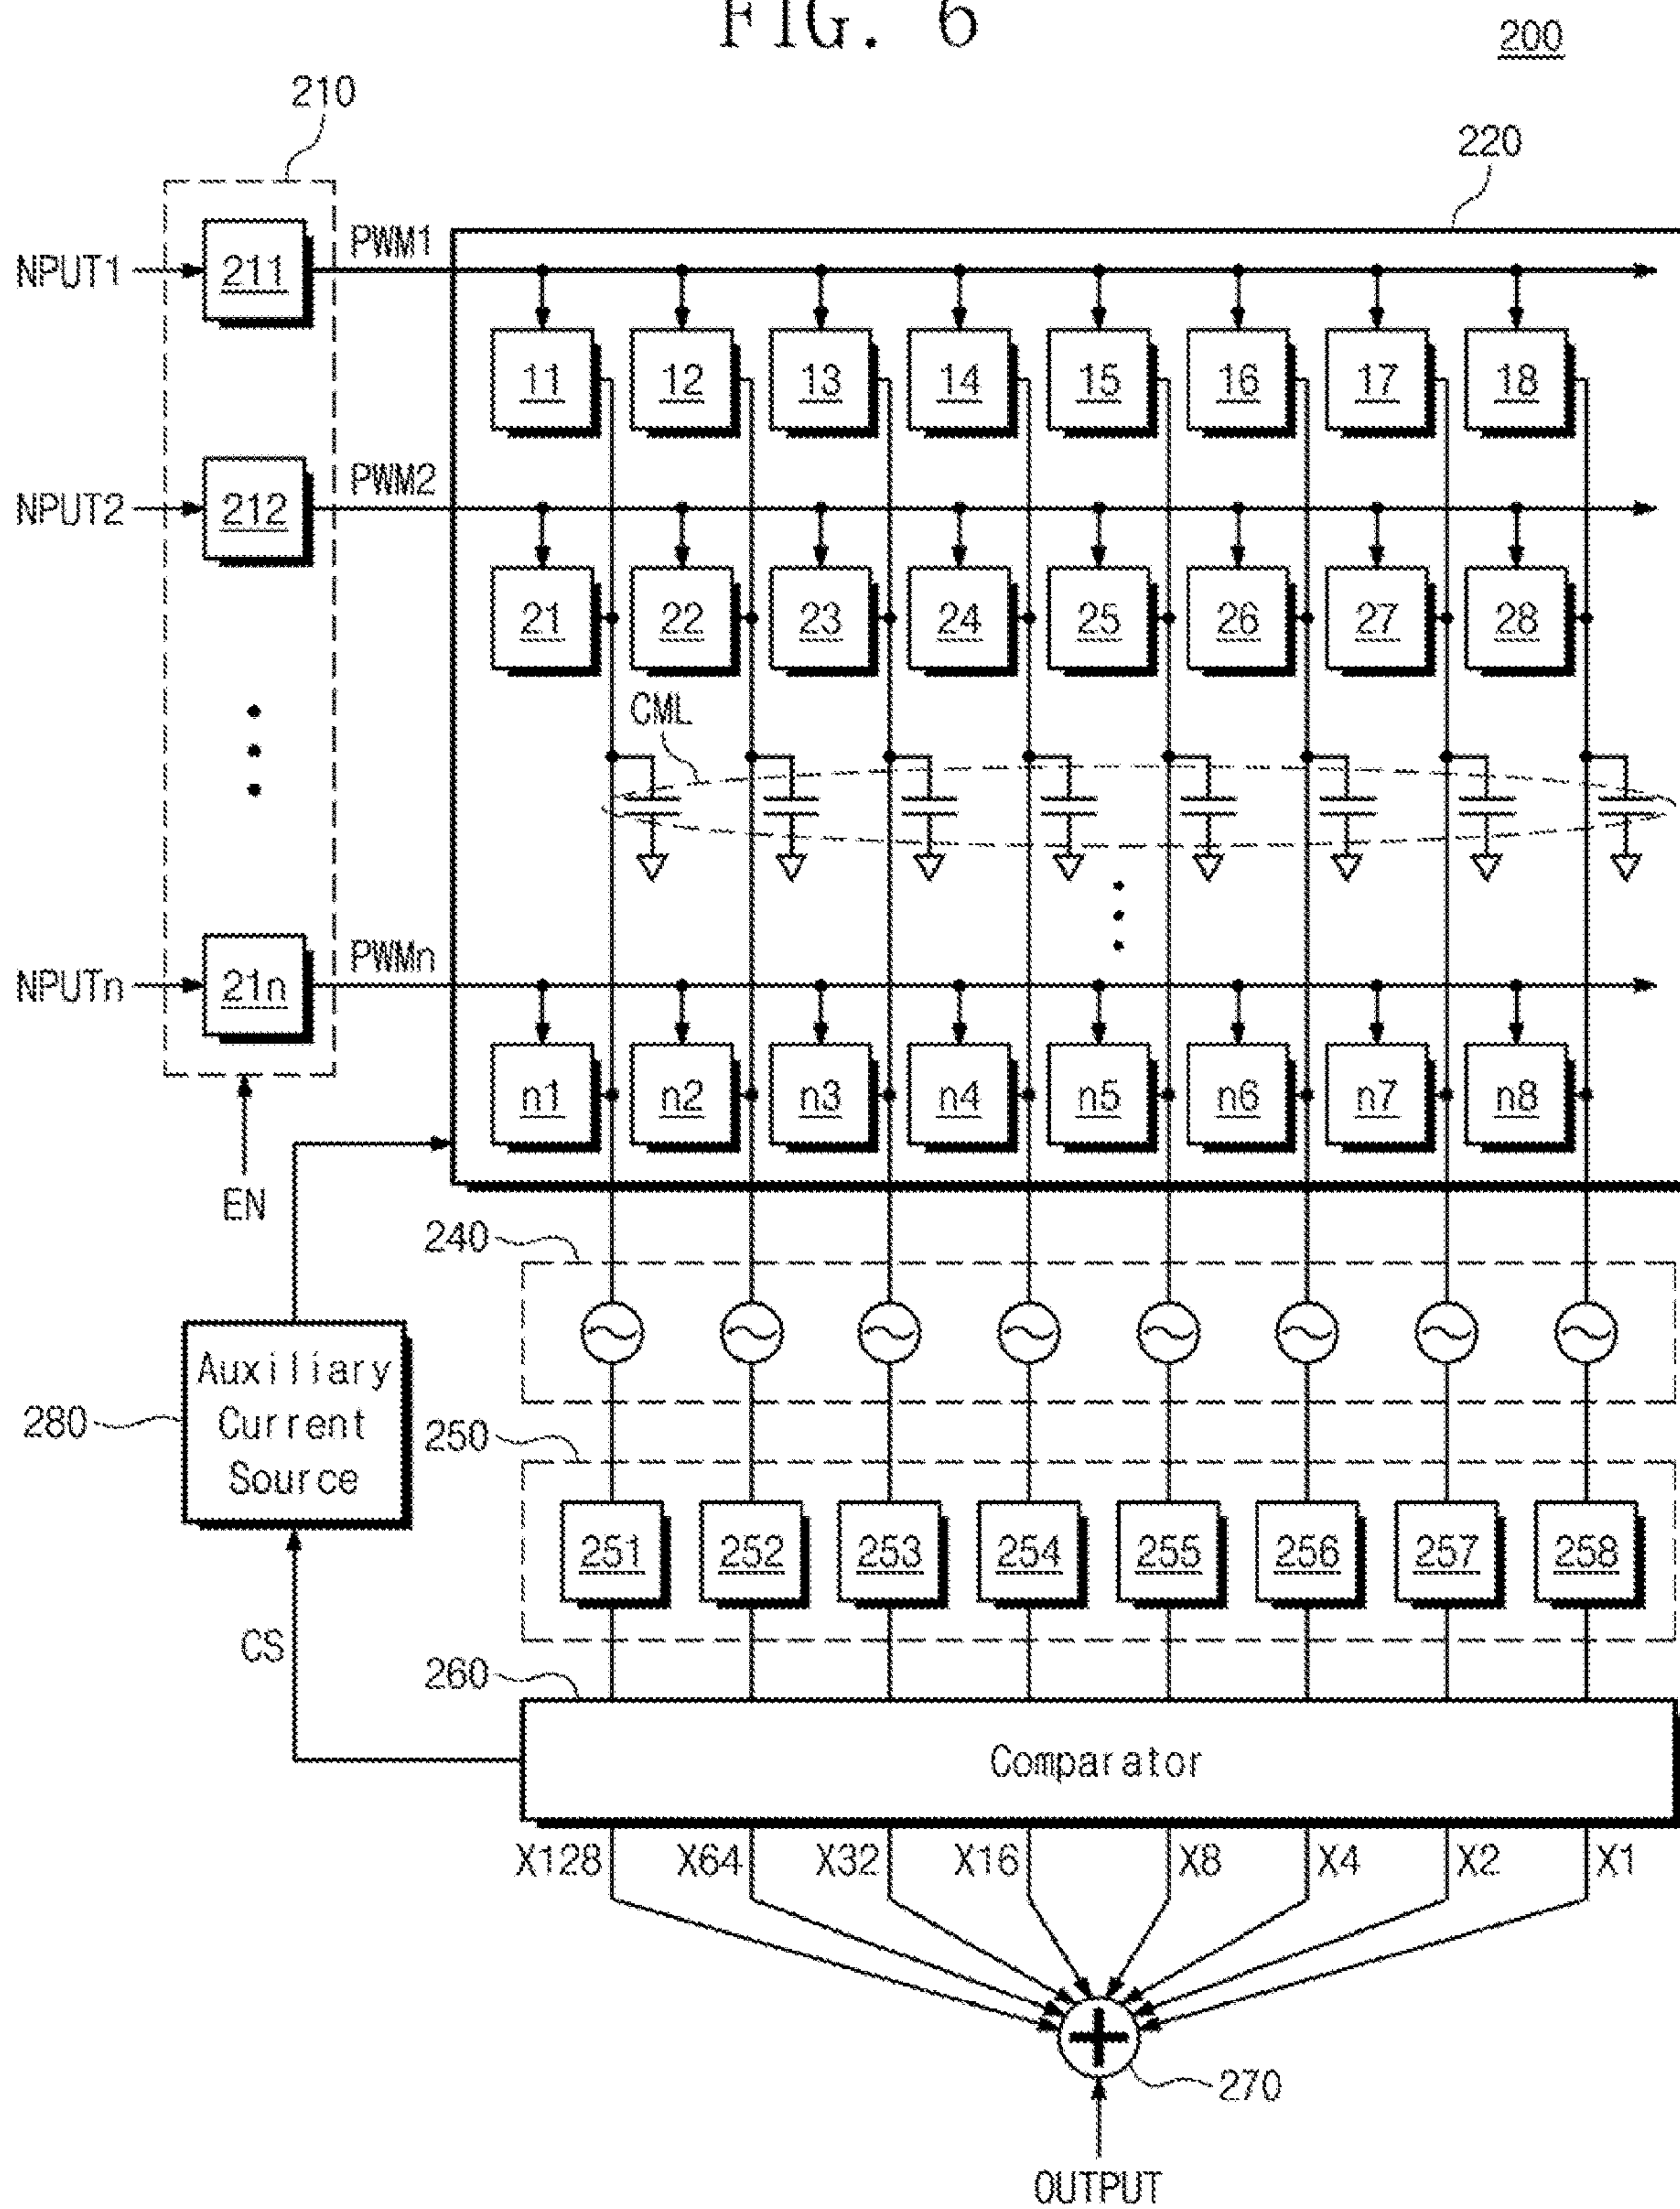 FIG. 6
200
210
220
NPUT1
211
PWM1
11 12 13 14 15 16 17 18
NPUT2
212
PWM2
21 22 23 24 25 26 27 28
CML
NPUTn
21n
PWMn
n1 n2 n3 n4 n5 n6 n7 n8
EN
240
280
Auxiliary
Current
Source
250
251 252 253 254 255 256 257 258
CS
260
Comparator
X128 X64 X32 X16 X8 X4 X2 X1
270
OUTPUT